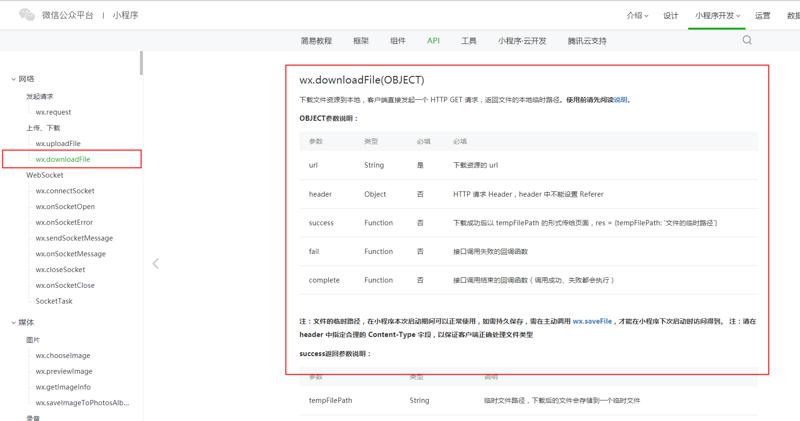 微信公众平台 | 小程序
介绍 设计 小程序开发 运营 数据
简易教程 框架 组件 API 工具 小程序·云开发 腾讯云支持
网络
发起请求
wx.request
上传、下载
wx.uploadFile
wx.downloadFile
WebSocket
wx.connectSocket
wx.onSocketOpen
wx.onSocketError
wx.sendSocketMessage
wx.onSocketMessage
wx.closeSocket
wx.onSocketClose
SocketTask
媒体
图片
wx.chooseImage
wx.previewImage
wx.getImageInfo
wx.saveImageToPhotosAlb...
录音
wx.downloadFile(OBJECT)
下载文件资源到本地，客户端直接发起一个 HTTP GET 请求，返回文件的本地临时路径。使用前请先阅读说明。
OBJECT参数说明：
参数 类型 必填 必填
url String 是 下载资源的 url
header Object 否 HTTP 请求 Header，header 中不能设置 Referer
success Function 否 下载成功后以 tempFilePath 的形式传给页面，res = {tempFilePath: '文件的临时路径'}
fail Function 否 接口调用失败的回调函数
complete Function 否 接口调用结束的回调函数（调用成功、失败都会执行）
注：文件的临时路径，在小程序本次启动期间可以正常使用，如需持久保存，需在主动调用 wx.saveFile，才能在小程序下次启动时访问得到。 注：请在
header 中指定合理的 Content-Type 字段，以保证客户端正确处理文件类型
success返回参数说明：
参数 类型 说明
tempFilePath String 临时文件路径，下载后的文件会存储到一个临时文件